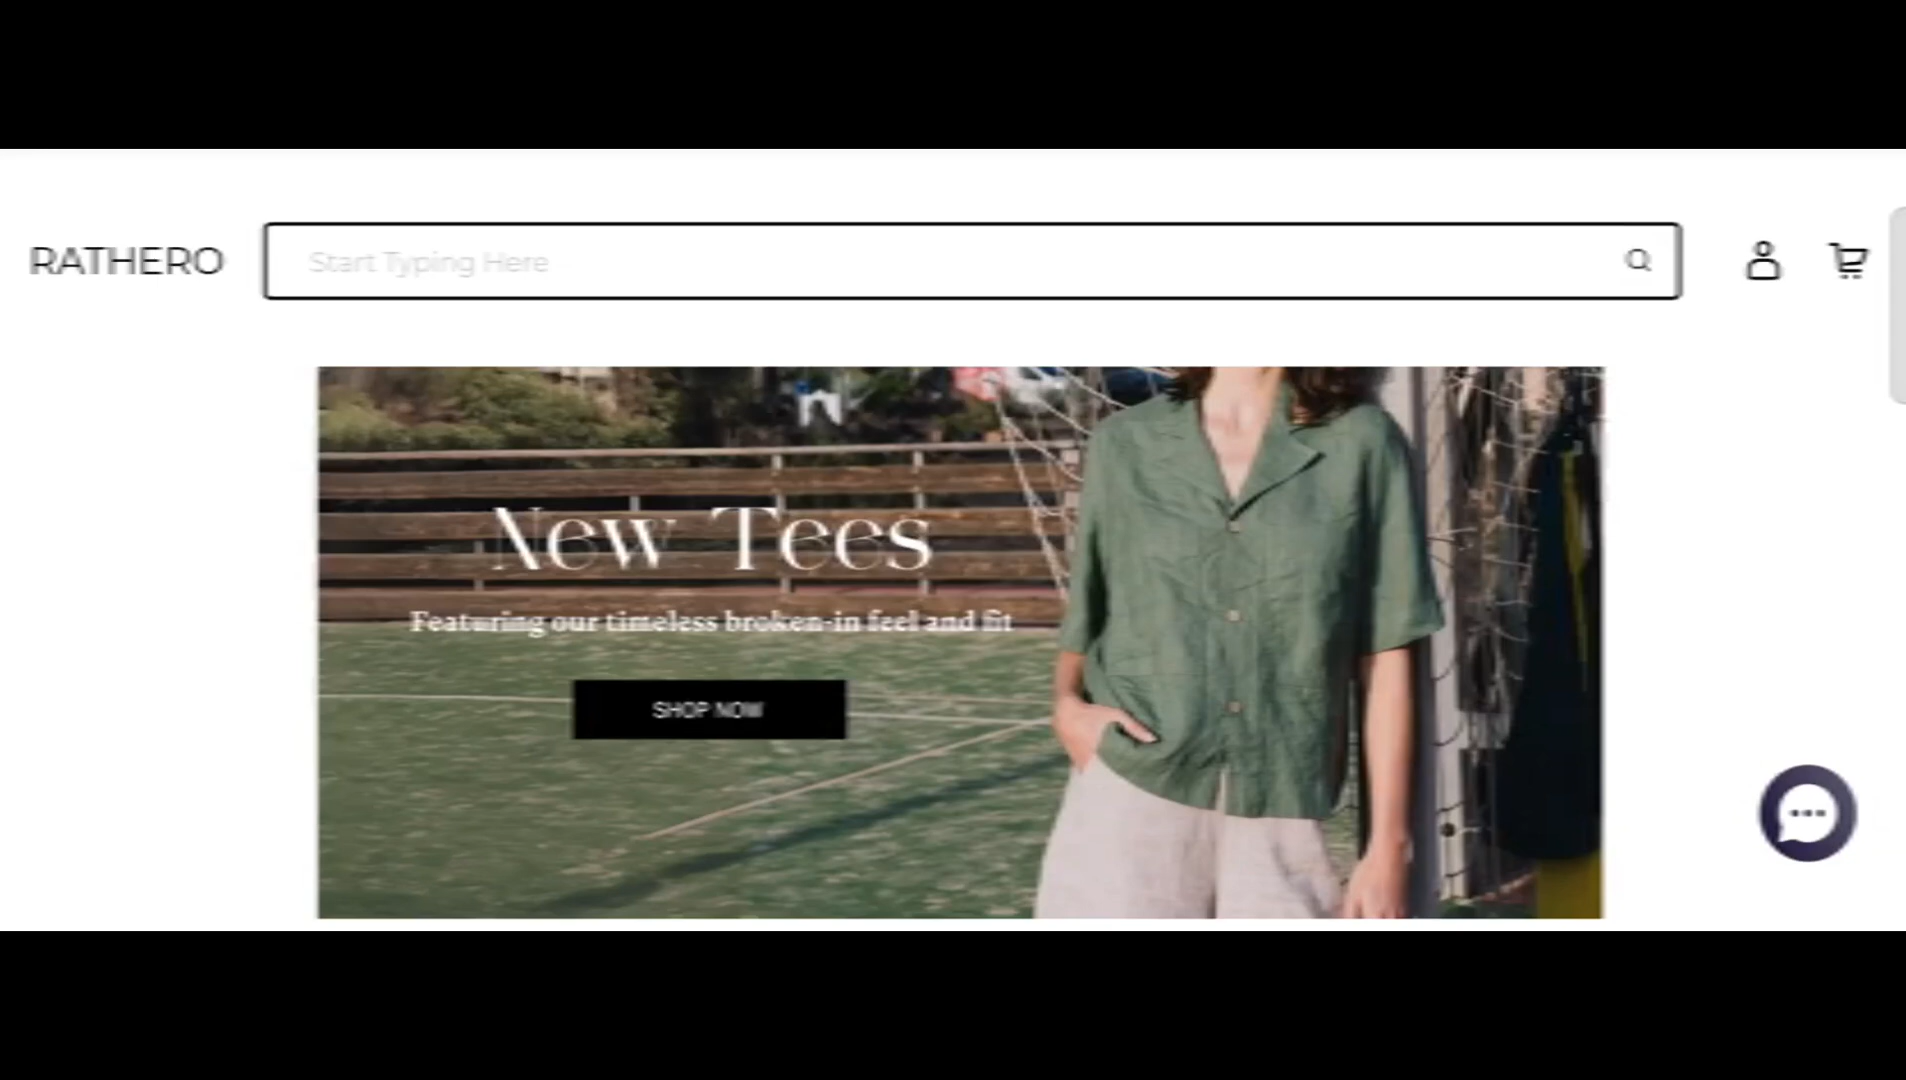 RATHERO
Start Typing Here
New Tees
Featuring our timeless broken-in feel and fit
SHOP NOW